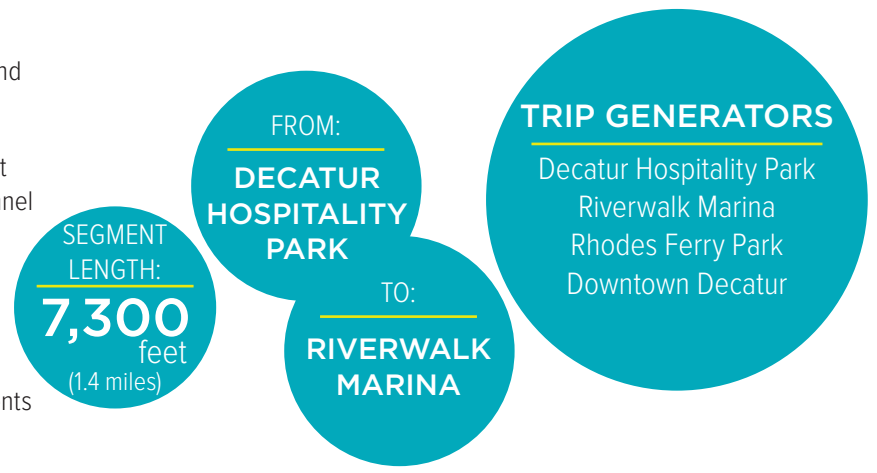 SEGMENT
LENGTH:
7,300
feet
(1.4 miles)
FROM:
DECATUR
HOSPITALITY
PARK
TO:
RIVERWALK
MARINA
TRIP GENERATORS
Decatur Hospitality Park
Riverwalk Marina
Rhodes Ferry Park
Downtown Decatur